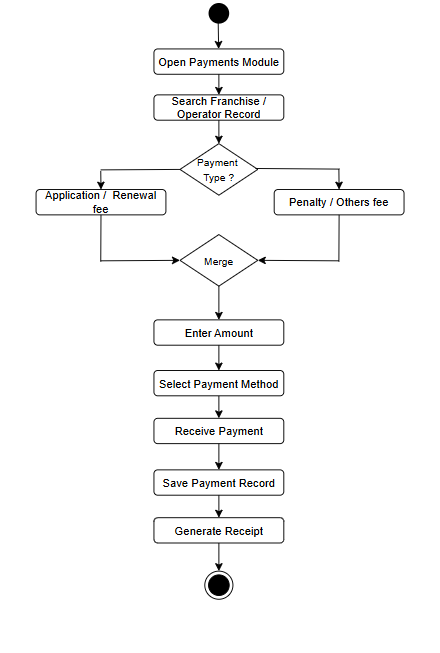 Open Payments Module
Search Franchise /
Operator Record
Payment
Type ?
Application /  Renewal
fee
Penalty / Others fee
Merge
Enter Amount
Select Payment Method
Receive Payment
Save Payment Record
Generate Receipt